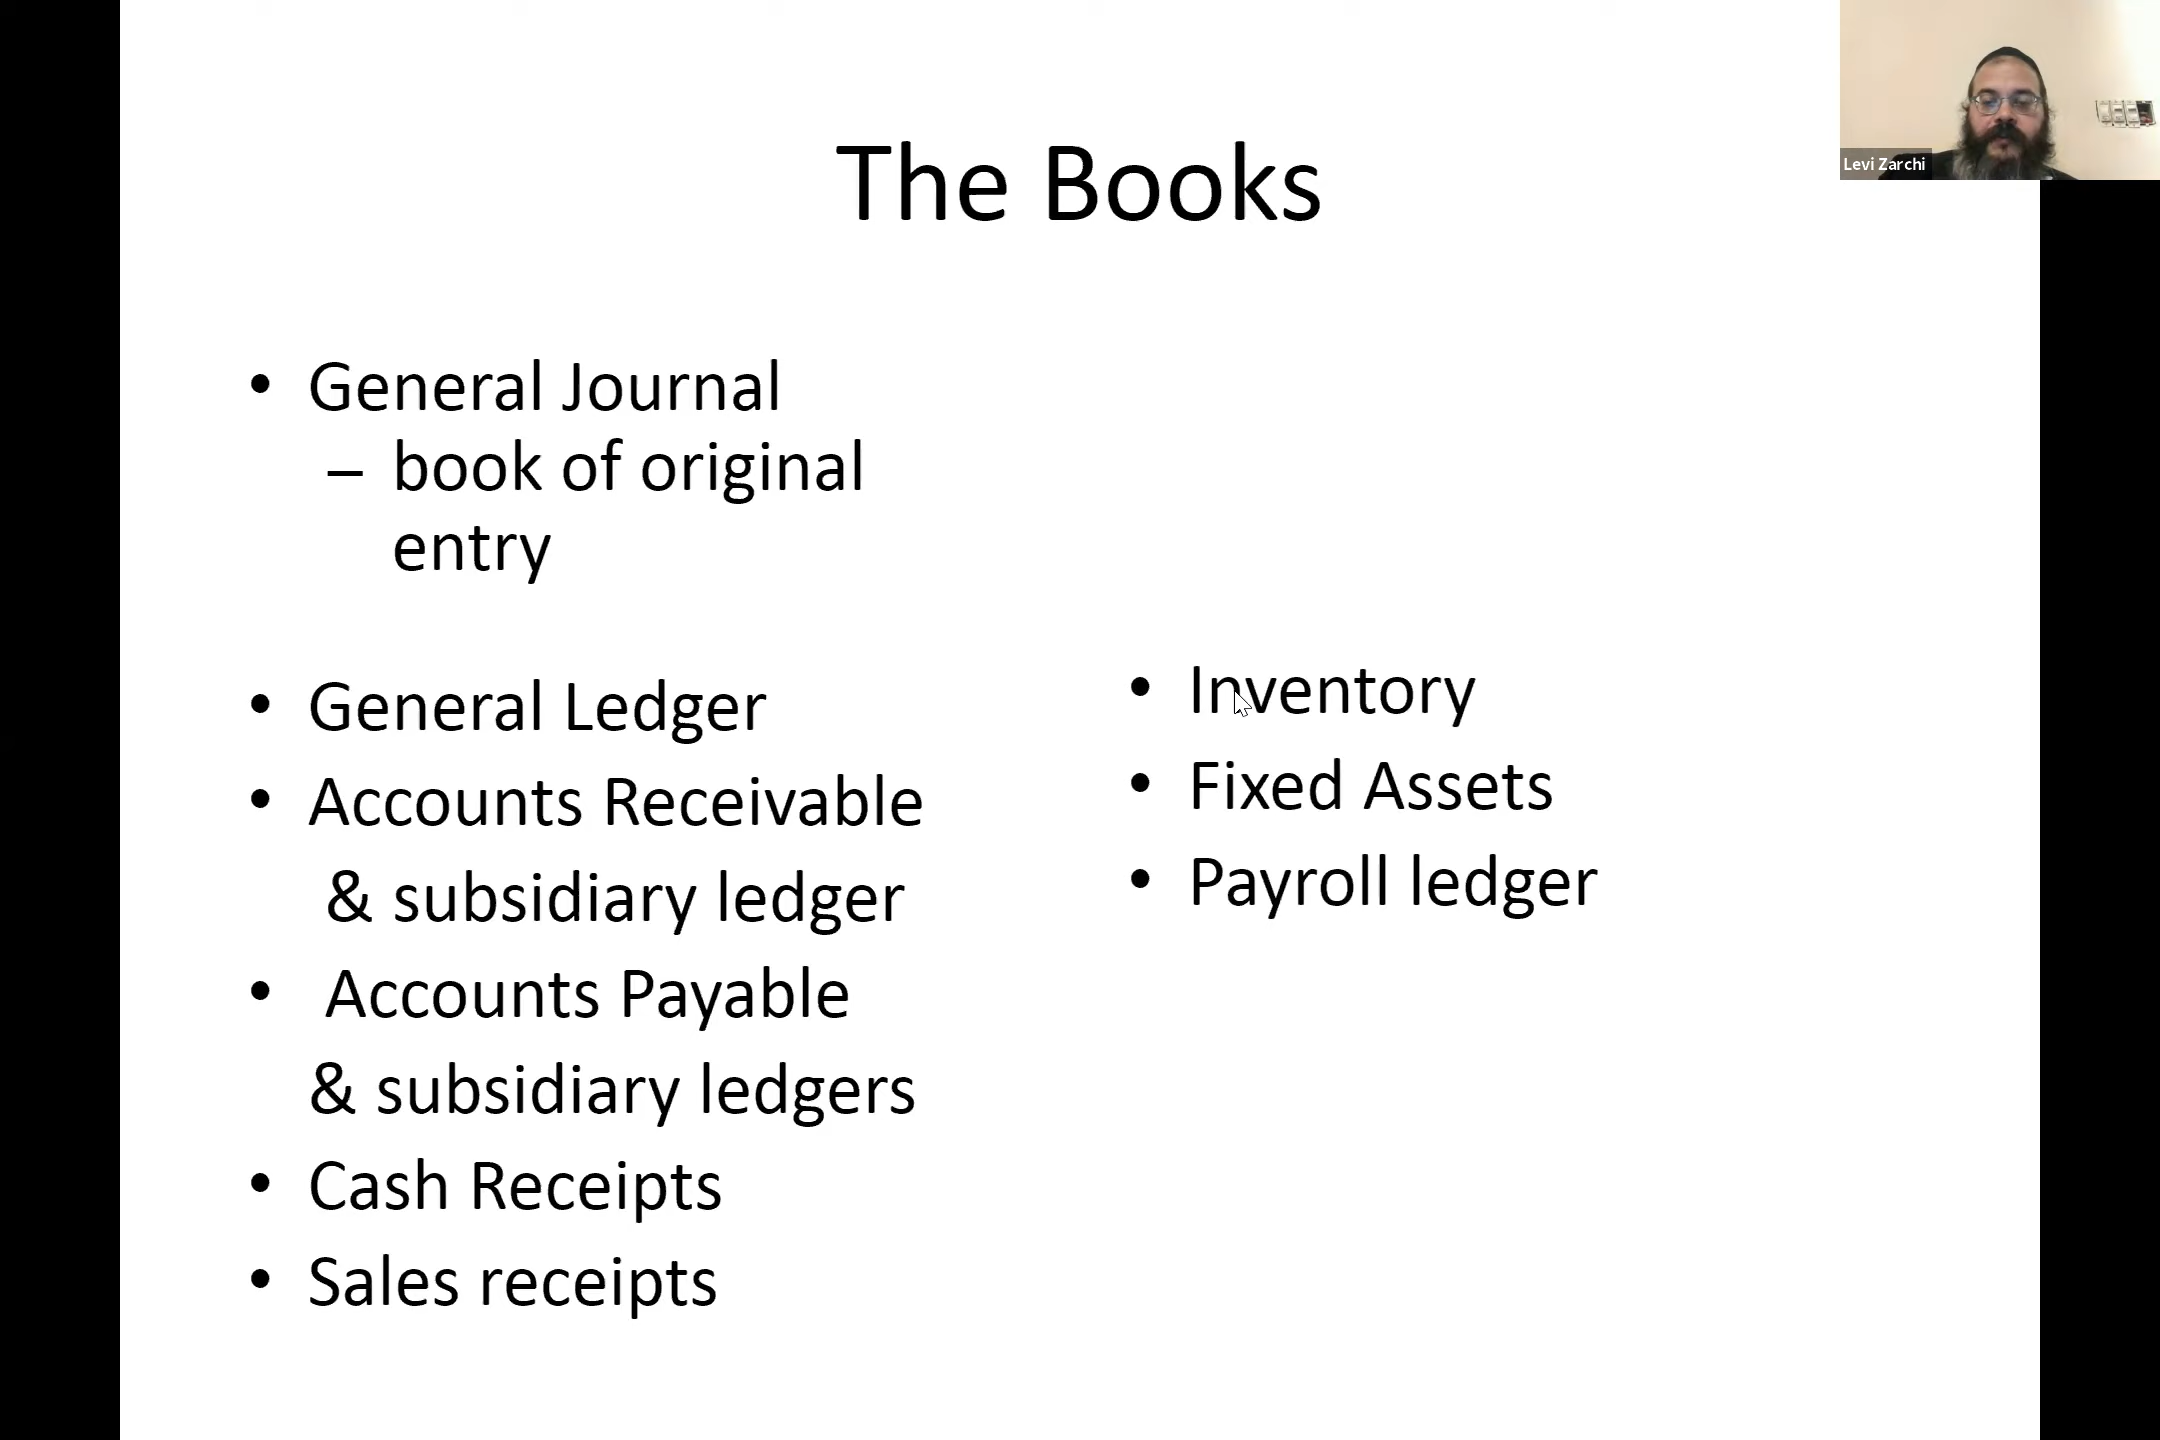 The Books
• General Journal
– book of original
entry
• General Ledger
• Accounts Receivable
& subsidiary ledger
• Accounts Payable
& subsidiary ledgers
• Cash Receipts
• Sales receipts
• Inventory
• Fixed Assets
• Payroll ledger
Levi Zarchi